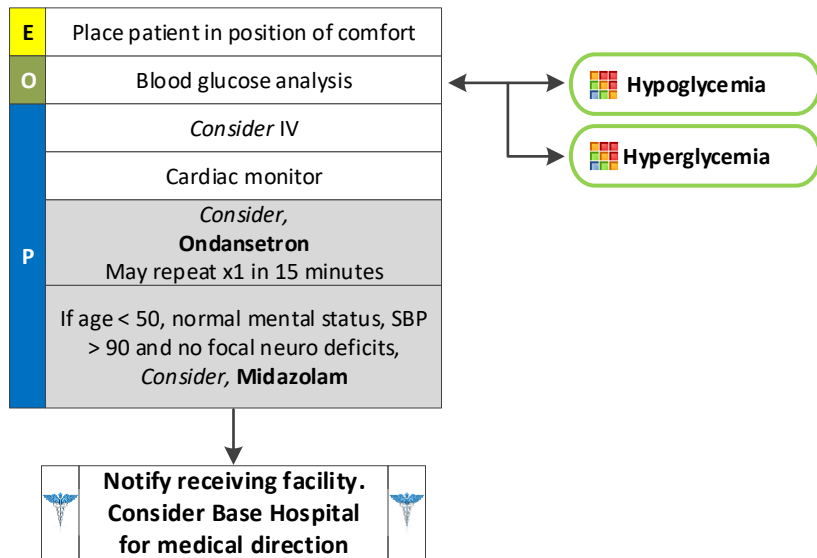 E
Place patient in position of comfort
O
Blood glucose analysis
Hypoglycemia
Hyperglycemia
P
Consider IV
Cardiac monitor
Consider,
Ondansetron
May repeat x1 in 15 minutes
If age < 50, normal mental status, SBP
> 90 and no focal neuro deficits,
Consider, Midazolam
Notify receiving facility.
Consider Base Hospital
for medical direction